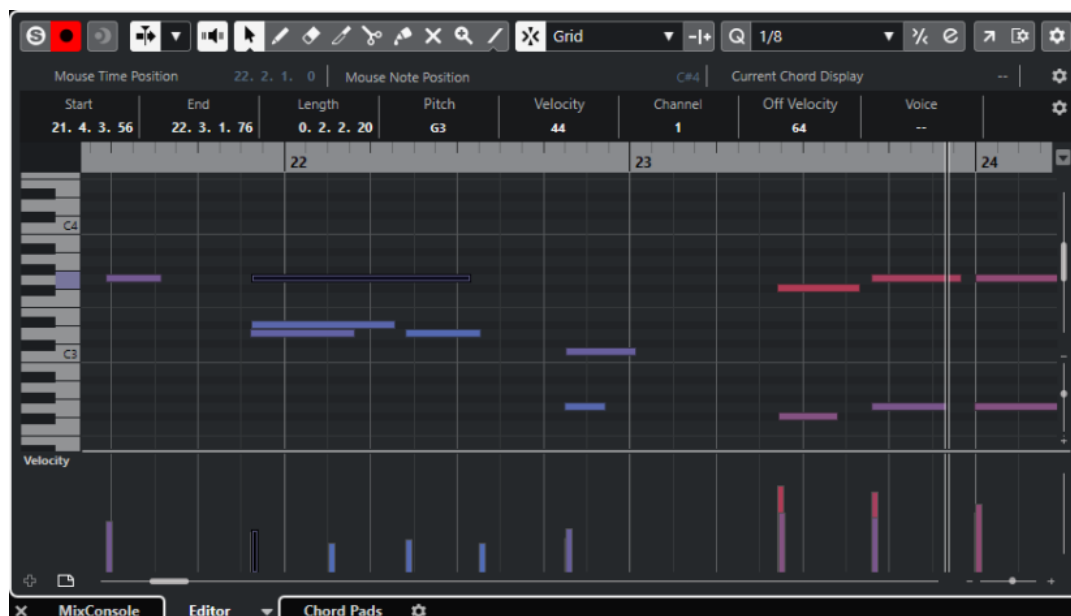 S Grid Q 1/8
Mouse Time Position 22. 2. 1. 0 Mouse Note Position C#4 Current Chord Display --
Start End Length Pitch Velocity Channel Off Velocity Voice
21. 4. 3. 56 22. 3. 1. 76 0. 2. 2. 20 G3 44 1 64 --
22 23 24
C4
C3
Velocity
MixConsole Editor Chord Pads